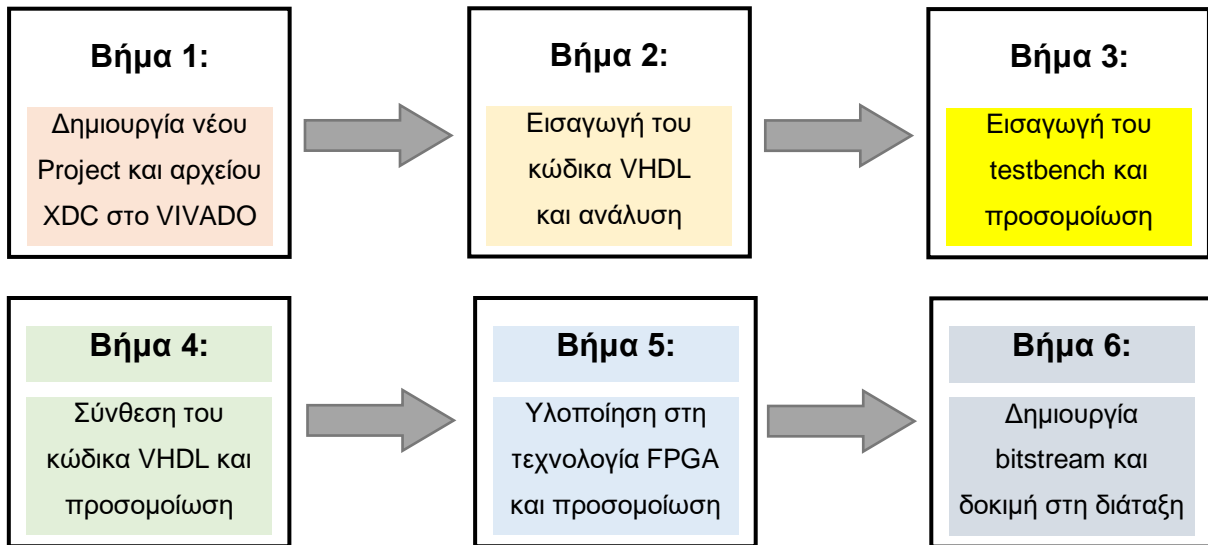 Βήμα 1:
Δημιουργία νέου
Project και αρχείου
XDC στο VIVADO
Βήμα 2:
Εισαγωγή του
κώδικα VHDL
και ανάλυση
Βήμα 3:
Εισαγωγή του
testbench και
προσομοίωση
Βήμα 4:
Σύνθεση του
κώδικα VHDL και
προσομοίωση
Βήμα 5:
Υλοποίηση στη
τεχνολογία FPGA
και προσομοίωση
Βήμα 6:
Δημιουργία
bitstream και
δοκιμή στη διάταξη